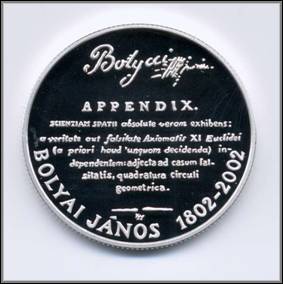 Bolyai
APPENDIX.
SCIENTIAM SPATII absolute veram exhibens:
a veritate aut falsitate Axiomatis XI Euclidei
(a priori haud unquam decidenda) in-
dependentem: adjecta ad casum fal-
sitatis, quadratura circuli
geometrica.
BOLYAI JÁNOS 1802-2002